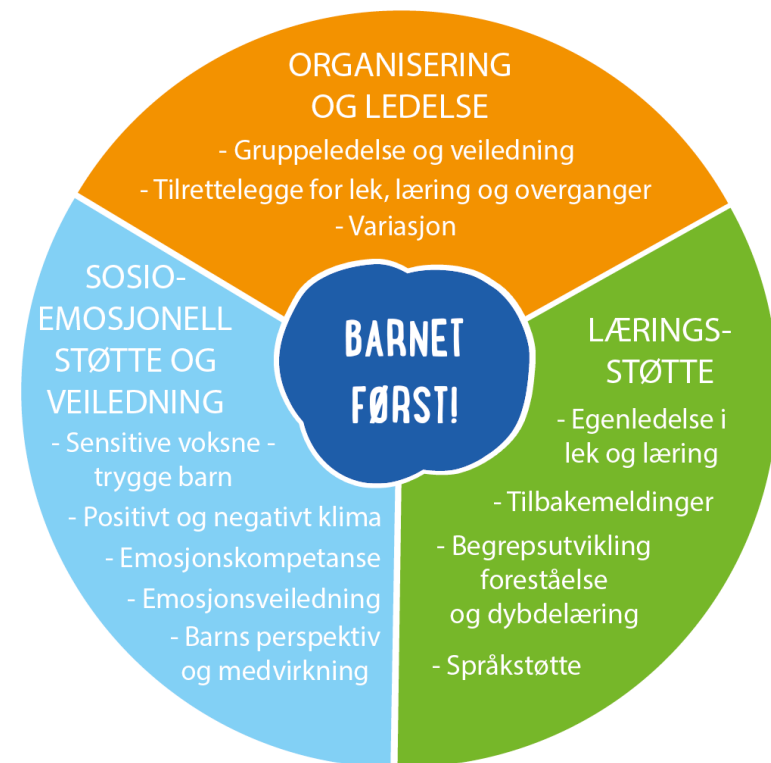 ORGANISERING
OG LEDELSE
- Gruppeledelse og veiledning
- Tilrettelegge for lek, læring og overganger
- Variasjon
SOSIO-
EMOSJONELL
STØTTE OG
VEILEDNING
- Sensitive voksne -
trygge barn
- Positivt og negativt klima
- Emosjonskompetanse
- Emosjonsveiledning
- Barns perspektiv
og medvirkning
BARNET
FØRST!
LÆRINGS-
STØTTE
- Egenledelse i
lek og læring
- Tilbakemeldinger
- Begrepsutvikling
foreståelse
og dybdelæring
- Språkstøtte